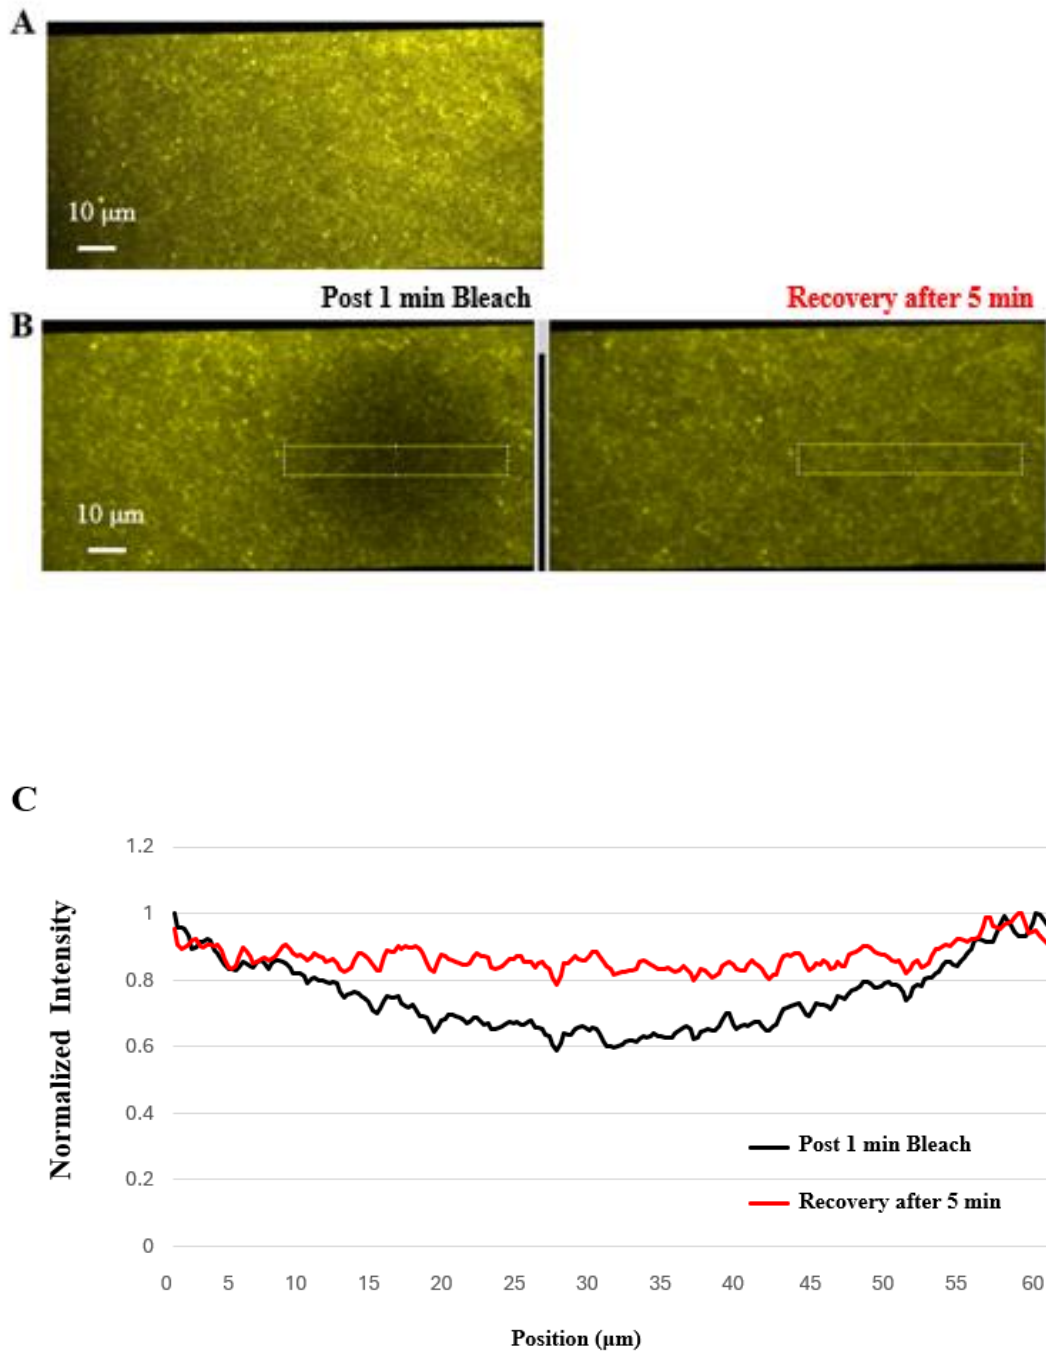 A
10 μm
Post 1 min Bleach
Recovery after 5 min
B
10 μm
C
1.2
1
0.8
0.6
0.4
0.2
0
Normalized Intensity
Post 1 min Bleach
Recovery after 5 min
0 5 10 15 20 25 30 35 40 45 50 55 60
Position (μm)